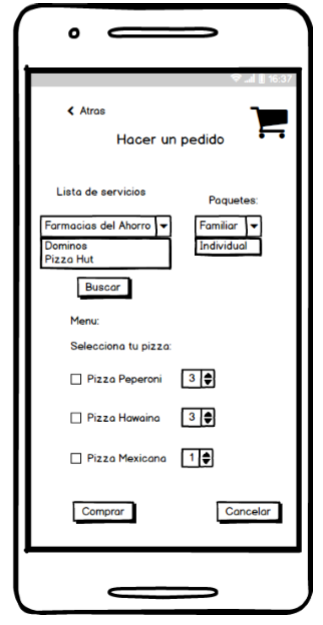 16:37
Atras
Hacer un pedido
Lista de servicios
Paquetes:
Farmacias del Ahorro
Familiar
Dominos
Individual
Pizza Hut
Buscar
Menu:
Selecciona tu pizza:
Pizza Peperoni 3
Pizza Hawaina 3
Pizza Mexicana 1
Comprar Cancelar